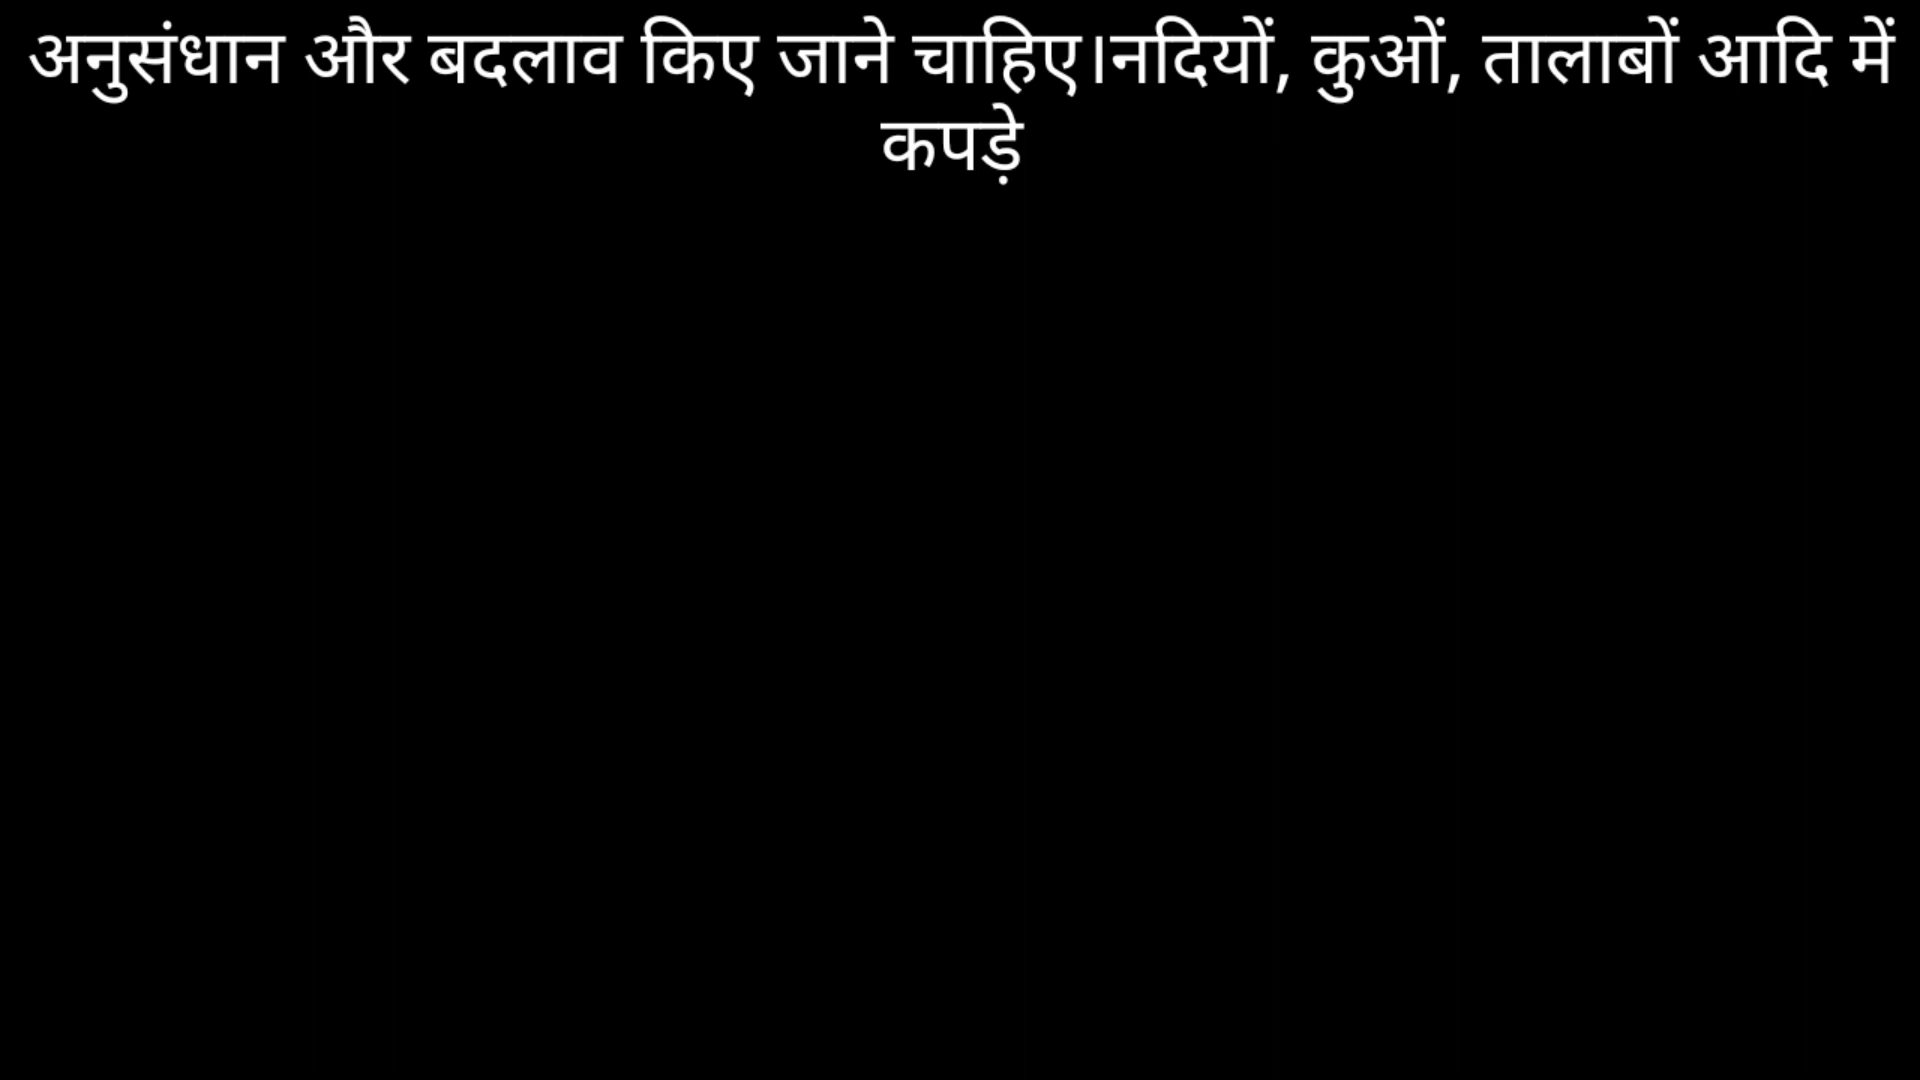 अनुसंधान और बदलाव किए जाने चाहिए।नदियों, कुओं, तालाबों आदि में
कपड़े